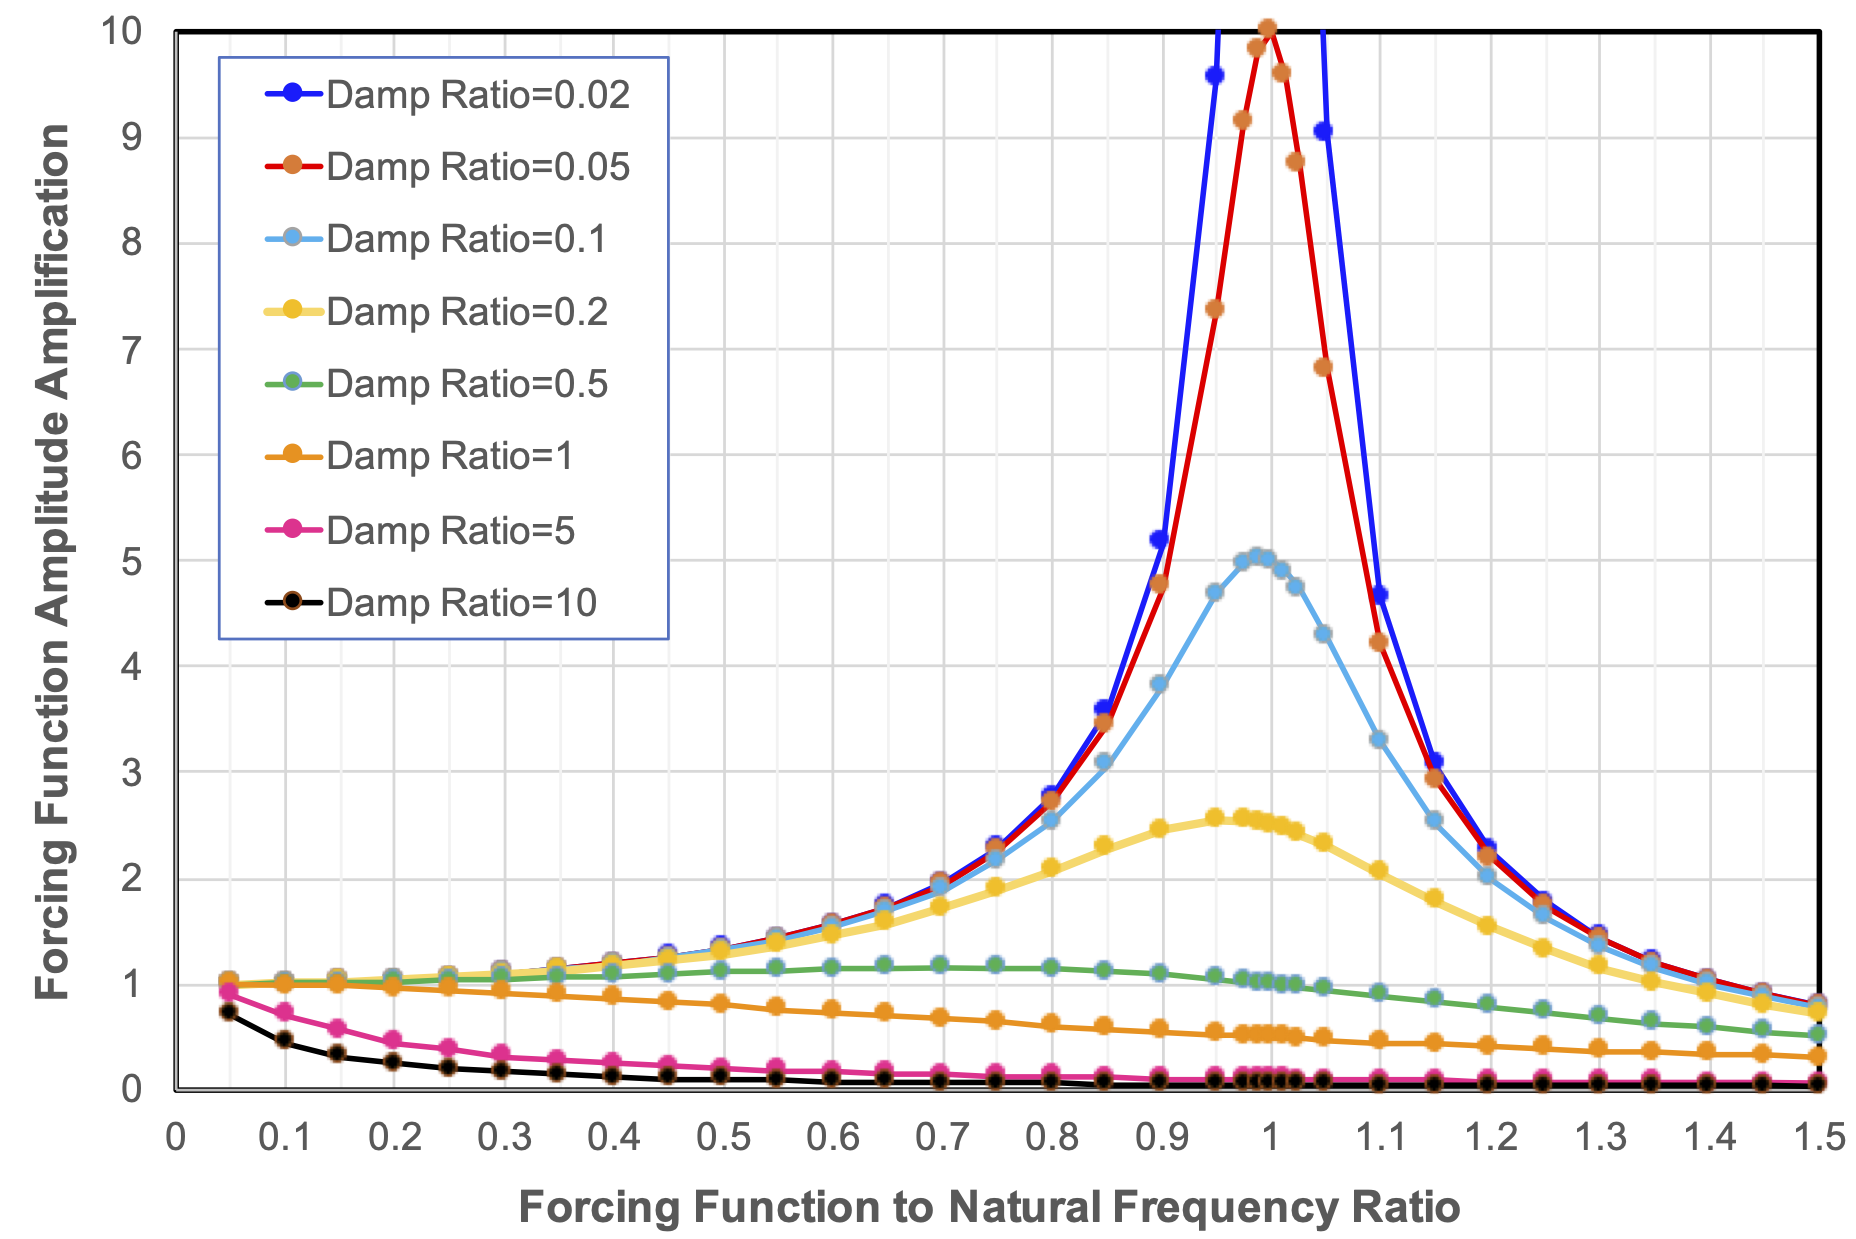 Forcing Function Amplitude Amplification
10
9
8
7
6
5
4
3
2
1
0
Damp Ratio=0.02
Damp Ratio=0.05
Damp Ratio=0.1
Damp Ratio=0.2
Damp Ratio=0.5
Damp Ratio=1
Damp Ratio=5
Damp Ratio=10
0 0.1 0.2 0.3 0.4 0.5 0.6 0.7 0.8 0.9 1 1.1 1.2 1.3 1.4 1.5
Forcing Function to Natural Frequency Ratio